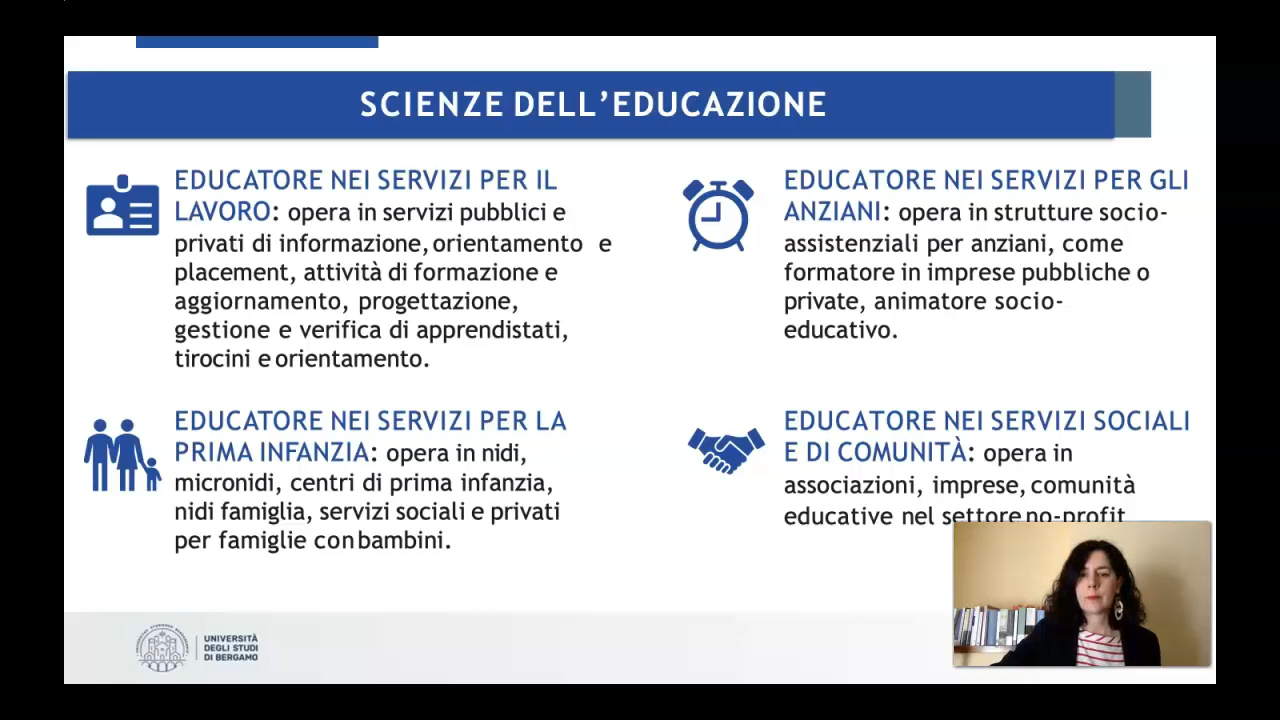 SCIENZE DELL’EDUCAZIONE
EDUCATORE NEI SERVIZI PER IL
LAVORO: opera in servizi pubblici e
privati di informazione, orientamento e
placement, attività di formazione e
aggiornamento, progettazione,
gestione e verifica di apprendistati,
tirocini e orientamento.
EDUCATORE NEI SERVIZI PER LA
PRIMA INFANZIA: opera in nidi,
micronidi, centri di prima infanzia,
nidi famiglia, servizi sociali e privati
per famiglie con bambini.
EDUCATORE NEI SERVIZI PER GLI
ANZIANI: opera in strutture socio-
assistenziali per anziani, come
formatore in imprese pubbliche o
private, animatore socio-
educativo.
EDUCATORE NEI SERVIZI SOCIALI
E DI COMUNITÀ: opera in
associazioni, imprese, comunità
educative nel settore no-profit
UNIVERSITÀ
DEGLI STUDI
DI BERGAMO